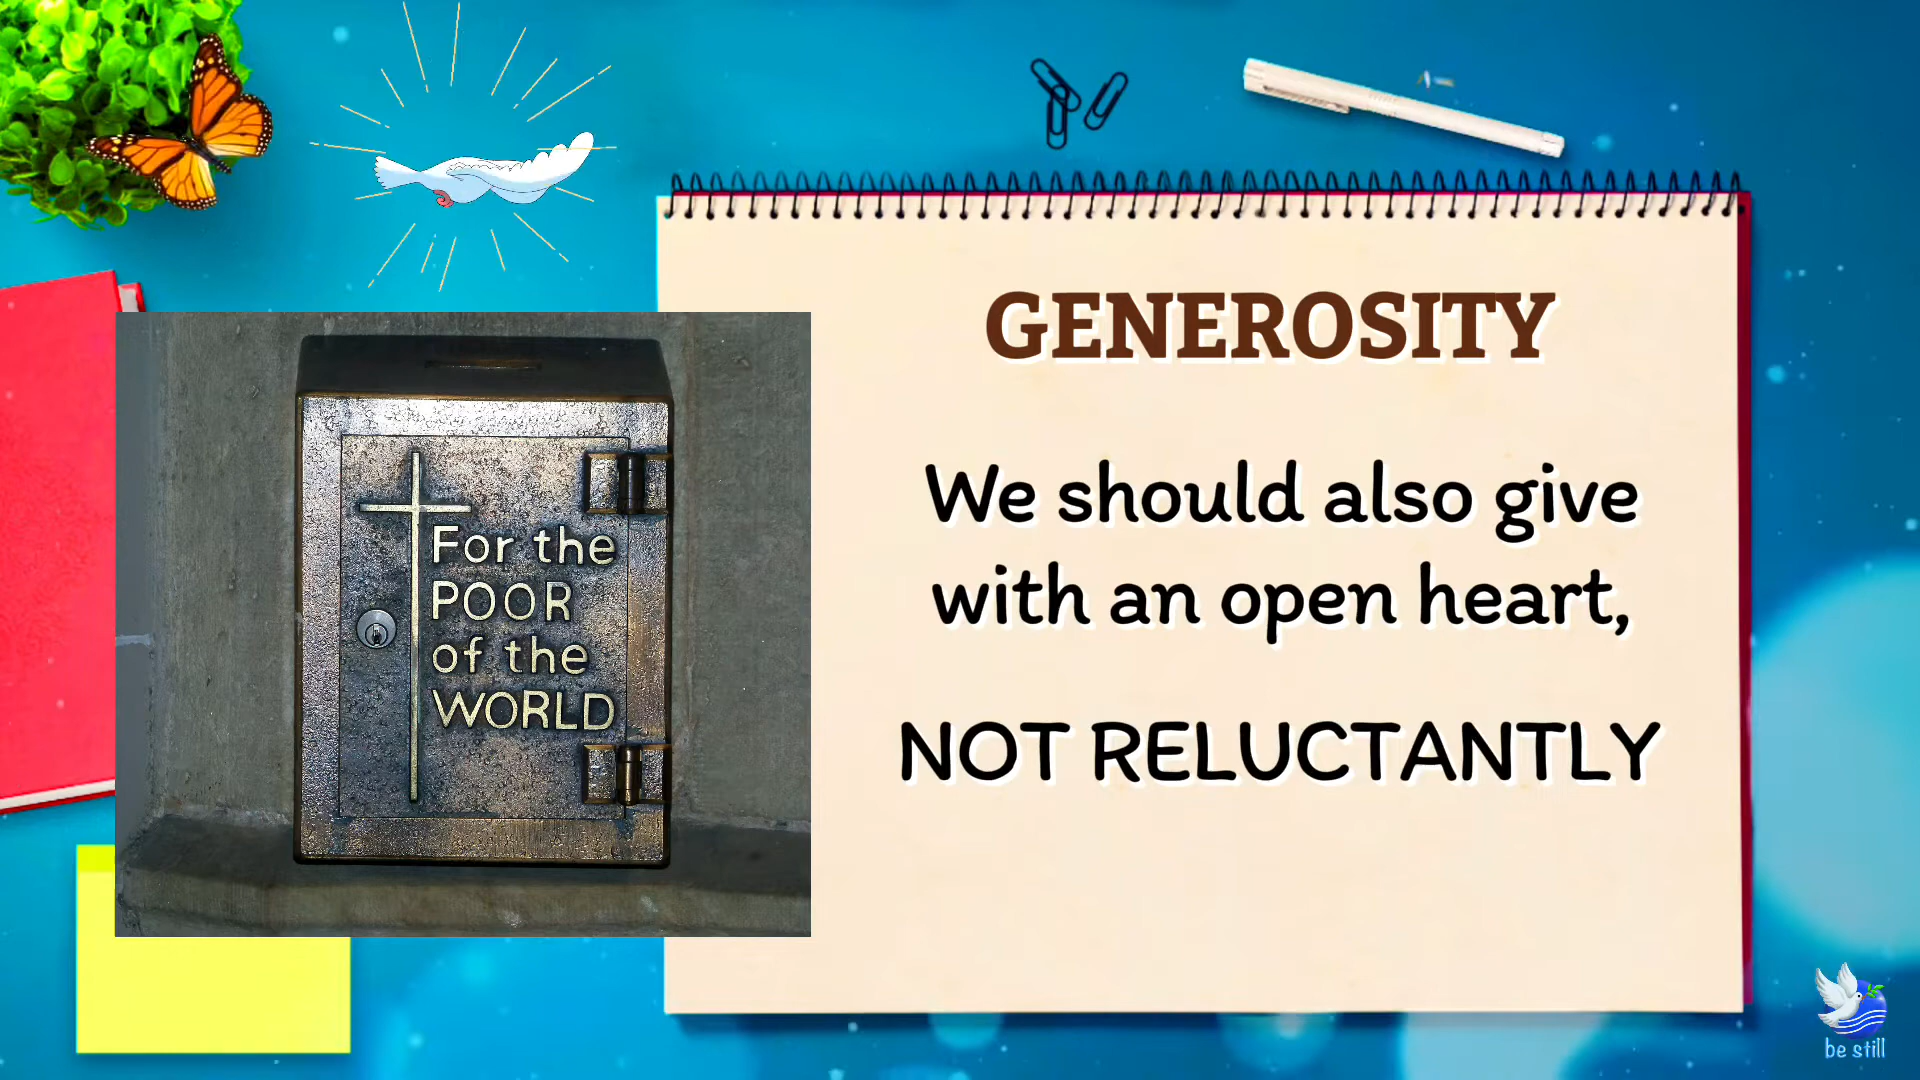 GENEROSITY
We should also give
with an open heart,
NOT RELUCTANTLY
For the
POOR
of the
WORLD
be still